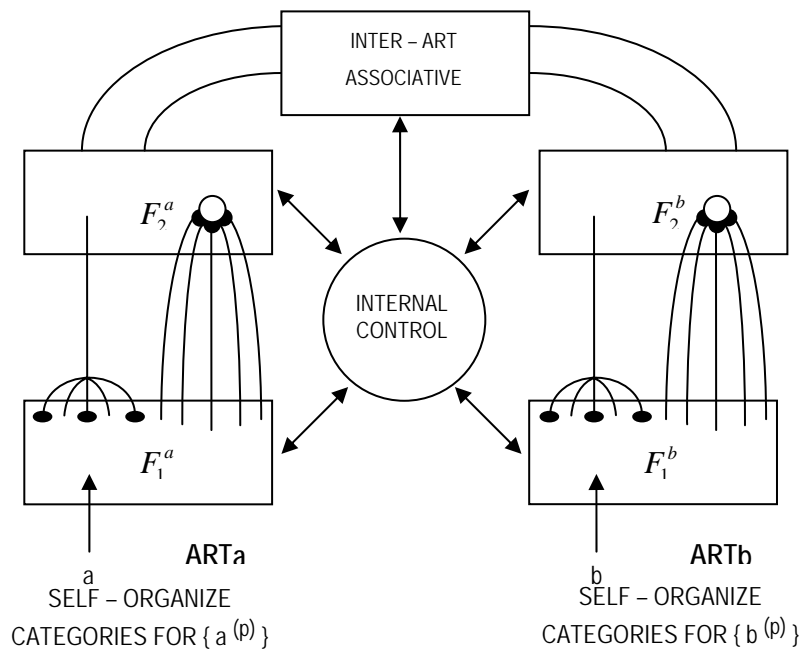 INTER – ART
ASSOCIATIVE
F₂ᵃ
F₂ᵇ
INTERNAL
CONTROL
F₁ᵃ
F₁ᵇ
ARTa
ARTb
a
SELF – ORGANIZE
CATEGORIES FOR { a ⁽ᵖ⁾ }
b
SELF – ORGANIZE
CATEGORIES FOR { b ⁽ᵖ⁾ }